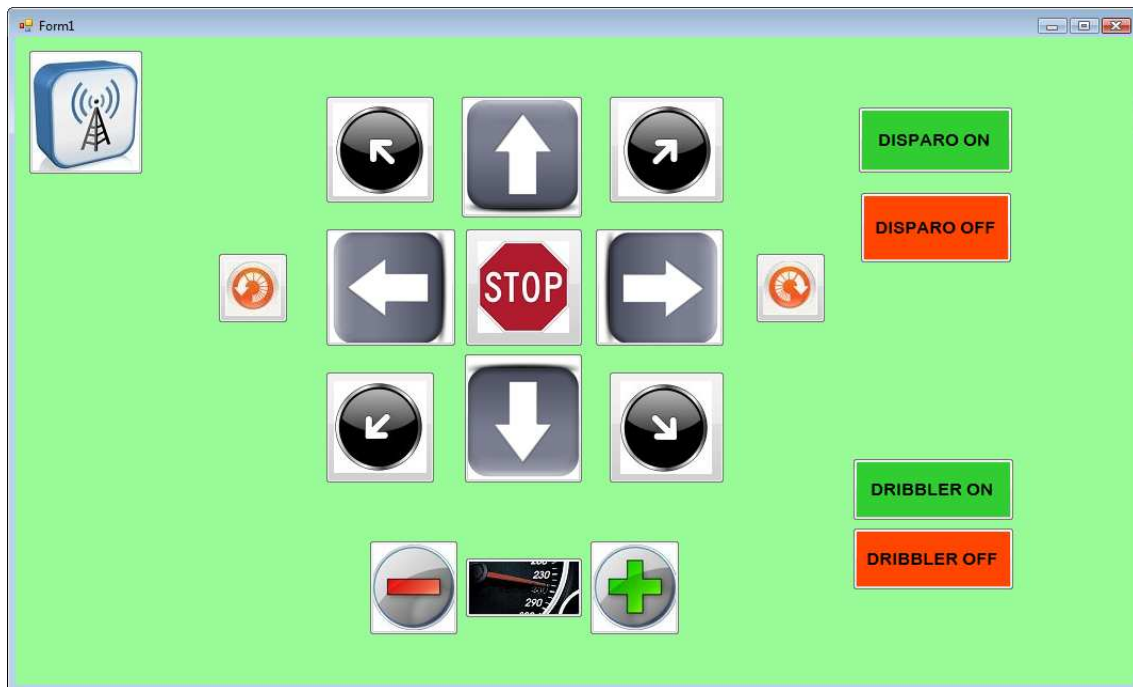 Form1
DISPARO ON
DISPARO OFF
STOP
DRIBBLER ON
DRIBBLER OFF
230
290